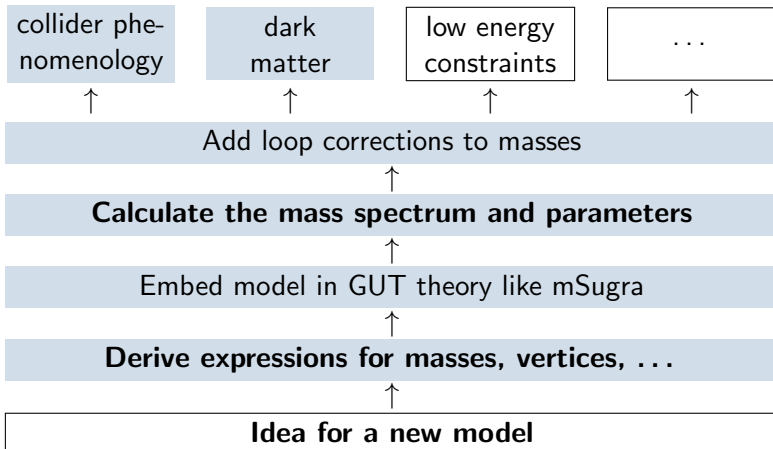 collider phe-
nomenology
dark
matter
low energy
constraints
. . .
Add loop corrections to masses
Calculate the mass spectrum and parameters
Embed model in GUT theory like mSugra
Derive expressions for masses, vertices, . . .
Idea for a new model